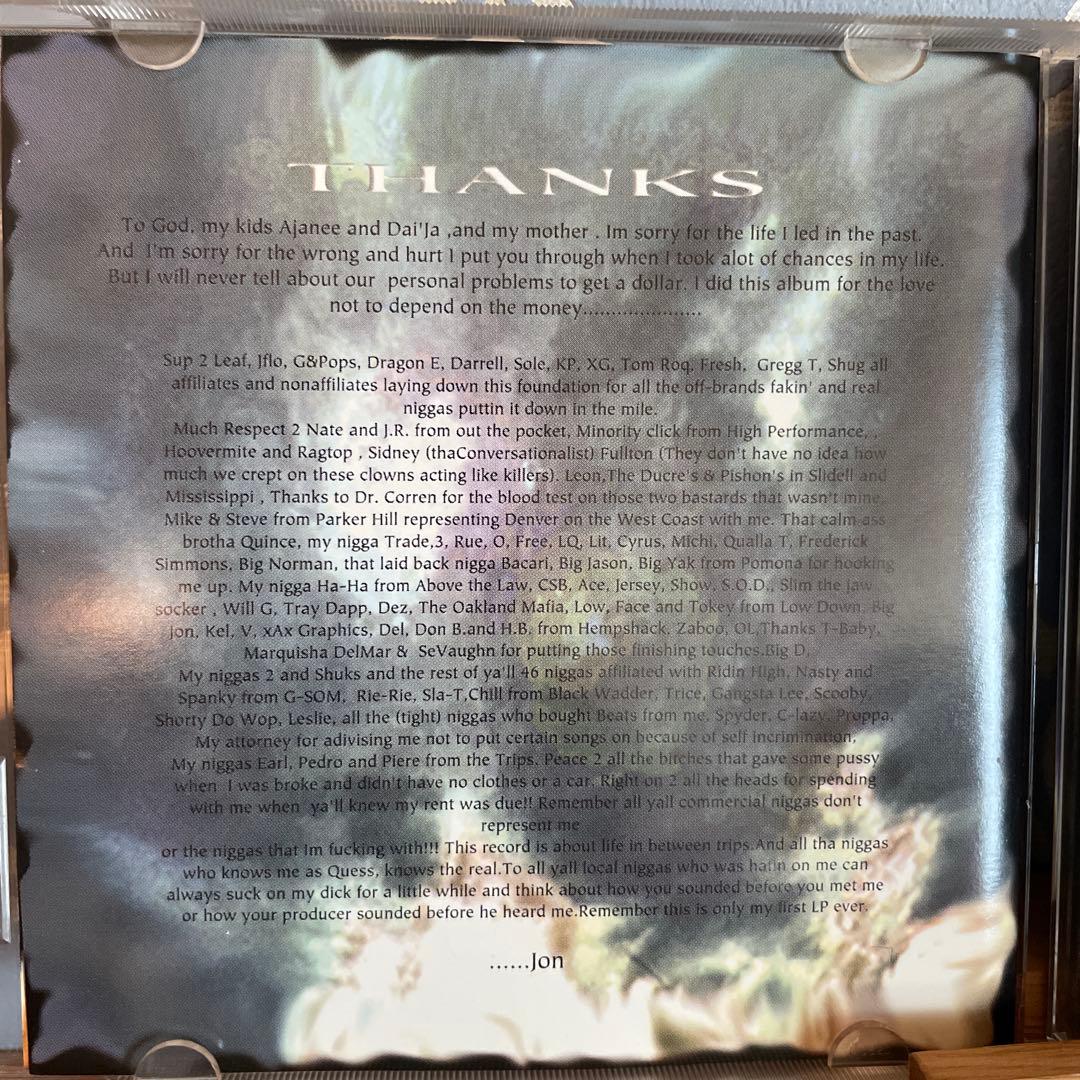 THANKS
To God, my kids Ajanee and Dai'Ja ,and my mother . Im sorry for the life I led in the past.
And I'm sorry for the wrong and hurt I put you through when I took alot of chances in my life.
But I will never tell about our personal problems to get a dollar. I did this album for the love
not to depend on the money.....................
Sup 2 Leaf, Jflo, G&Pops, Dragon E, Darrell, Sole, KP, XG, Tom Roq, Fresh, Gregg T, Shug all
affiliates and nonaffiliates laying down this foundation for all the off-brands fakin' and real
niggas puttin it down in the mile.
Much Respect 2 Nate and J.R. from out the pocket, Minority click from High Performance, ,
Hoovermite and Ragtop , Sidney (thaConversationalist) Fullton (They don't have no idea how
much we crept on these clowns acting like killers). Leon,The Ducre's & Pishon's in Slidell and
Mississippi , Thanks to Dr. Corren for the blood test on those two bastards that wasn't mine,
Mike & Steve from Parker Hill representing Denver on the West Coast with me. That calm ass
brotha Quince, my nigga Trade,3, Rue, O, Free, LQ, Lit, Cyrus, Michi, Qualla T, Frederick
Simmons, Big Norman, that laid back nigga Bacari, Big Jason, Big Yak from Pomona for hooking
me up. My nigga Ha-Ha from Above the Law, CSB, Ace, Jersey, Show, S.O.D., Slim the jaw
socker , Will G, Tray Dapp, Dez, The Oakland Mafia, Low, Face and Tokey from Low Down, Big
Jon, Kel, V, xAx Graphics, Del, Don B.and H.B. from Hempshack, Zaboo, OL,Thanks T-Baby,
Marquisha DelMar & SeVaughn for putting those finishing touches.Big D,
My niggas 2 and Shuks and the rest of ya'll 46 niggas affiliated with Ridin High, Nasty and
Spanky from G-SOM, Rie-Rie, Sla-T,Chill from Black Wadder, Trice, Gangsta Lee, Scooby,
Shorty Do Wop, Leslie, all the (tight) niggas who bought Beats from me, Spyder, C-lazy, Pruppa,
My attorney for adivising me not to put certain songs on because of self incrimination,
My niggas Earl, Pedro and Piere from the Trips. Peace 2 all the bitches that gave some pussy
when I was broke and didn't have no clothes or a car, Right on 2 all the heads for spending
with me when ya'll knew my rent was due!! Remember all yall commercial niggas don't
represent me
or the niggas that Im fucking with!!! This record is about life in between trips.And all tha niggas
who knows me as Quess, knows the real.To all yall local niggas who was hatin on me can
always suck on my dick for a little while and think about how you sounded before you met me
or how your producer sounded before he heard me.Remember this is only my first LP ever.
......Jon